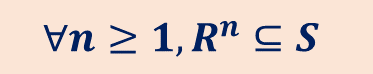 ∀n ≥ 1, Rⁿ ⊆ S